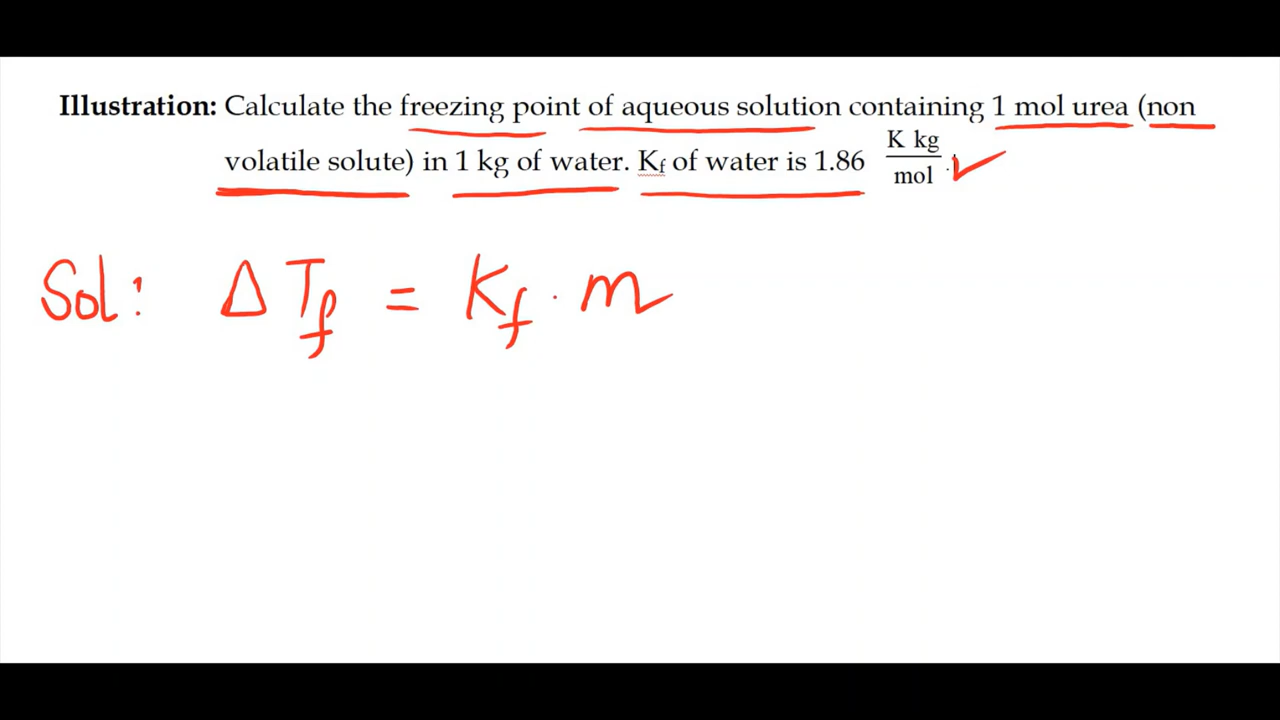 Illustration: Calculate the freezing point of aqueous solution containing 1 mol urea (non
volatile solute) in 1 kg of water. Kf of water is 1.86 K kg/mol.
Sol: Δ Tf = Kf · m